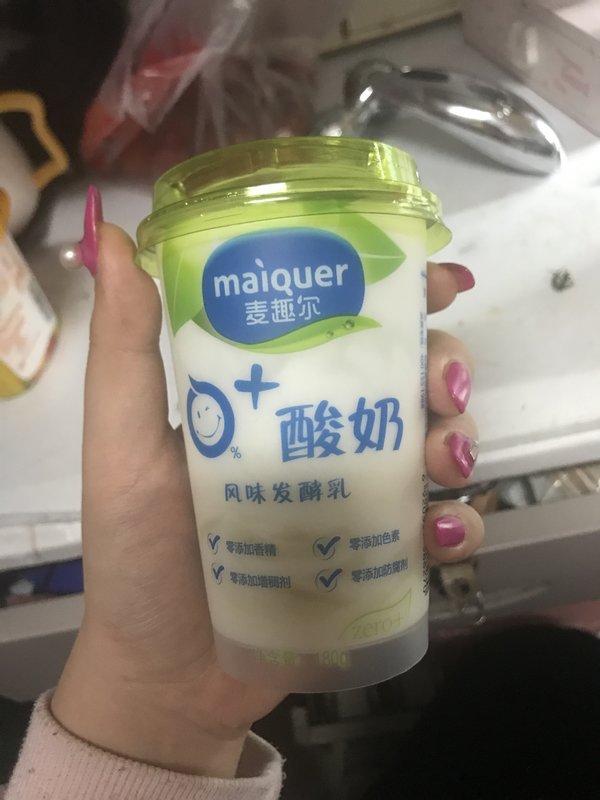 maiquer
麦趣尔
0+
%
酸奶
风味发酵乳
零添加香精
零添加色素
零添加增稠剂
零添加防腐剂
zero+
180g